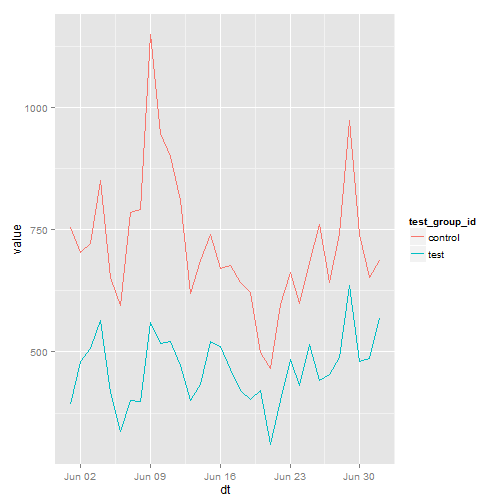 1000
750
500
value
Jun 02
Jun 09
Jun 16
Jun 23
Jun 30
dt
test_group_id
control
test